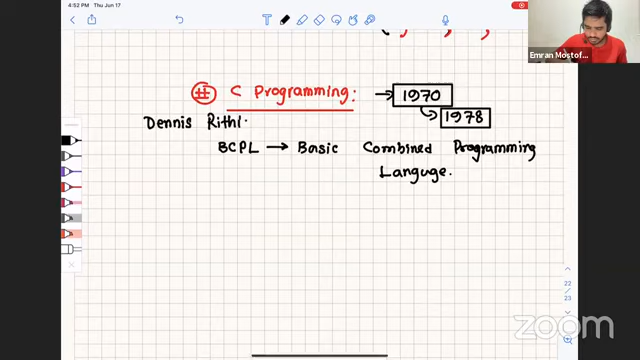 4:52 PM Thu Jun 17
Emran Mostof...
# C Programming: → 1970
1978
Dennis Rithi.
BCPL → Basic Combined Programming
Language.
22
23
zoom